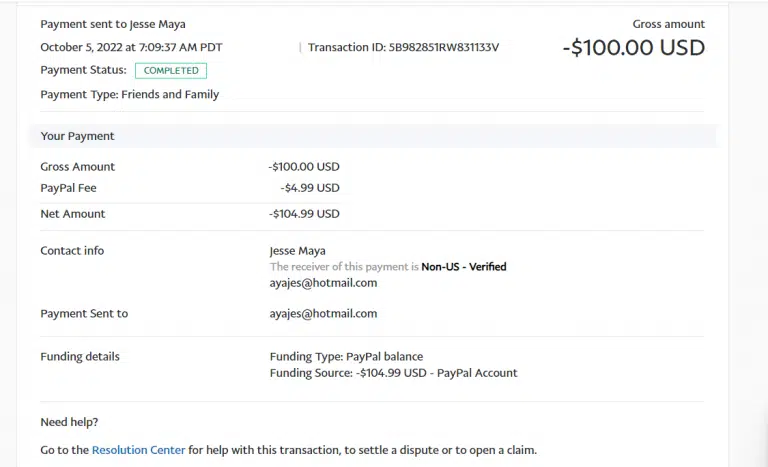 Payment sent to Jesse Maya
Gross amount
October 5, 2022 at 7:09:37 AM PDT | Transaction ID: 5B982851RW831133V
-$100.00 USD
Payment Status: COMPLETED
Payment Type: Friends and Family
Your Payment
Gross Amount -$100.00 USD
PayPal Fee -$4.99 USD
Net Amount -$104.99 USD
Contact info Jesse Maya
The receiver of this payment is Non-US - Verified
ayajes@hotmail.com
Payment Sent to ayajes@hotmail.com
Funding details Funding Type: PayPal balance
Funding Source: -$104.99 USD - PayPal Account
Need help?
Go to the Resolution Center for help with this transaction, to settle a dispute or to open a claim.